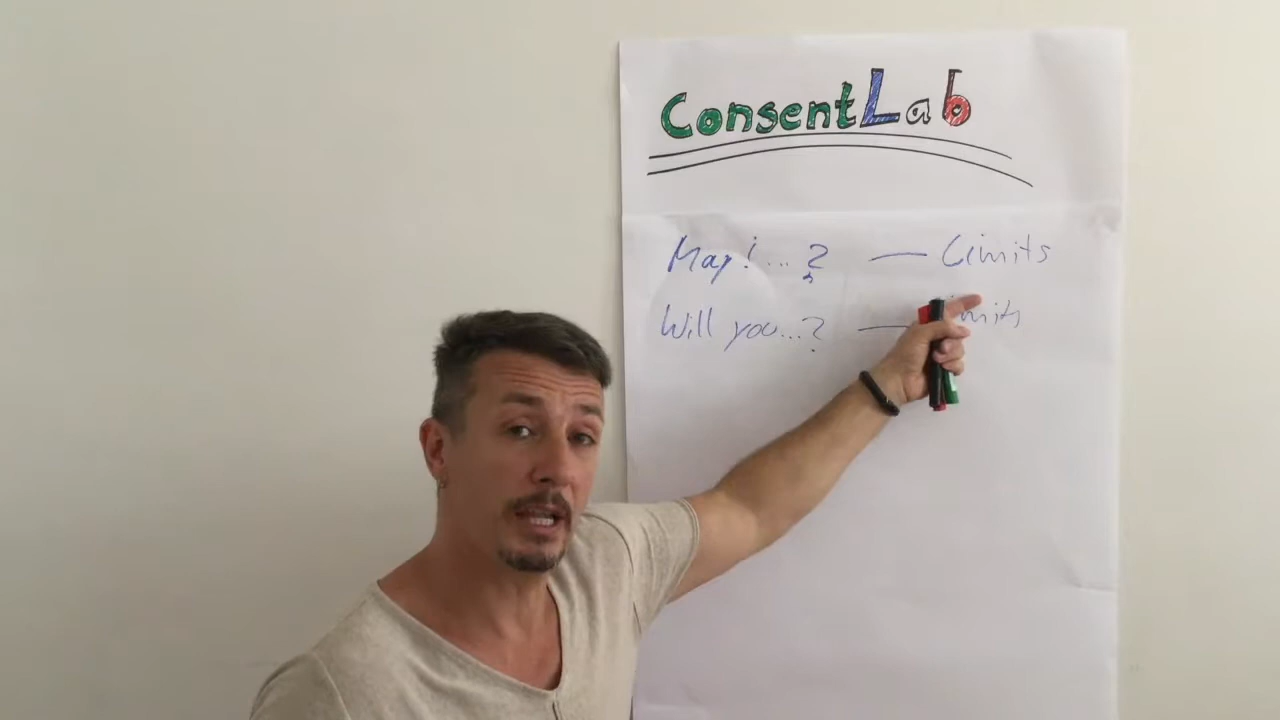 ConsentLab
May I...? — Limits
Will you...? — Limits